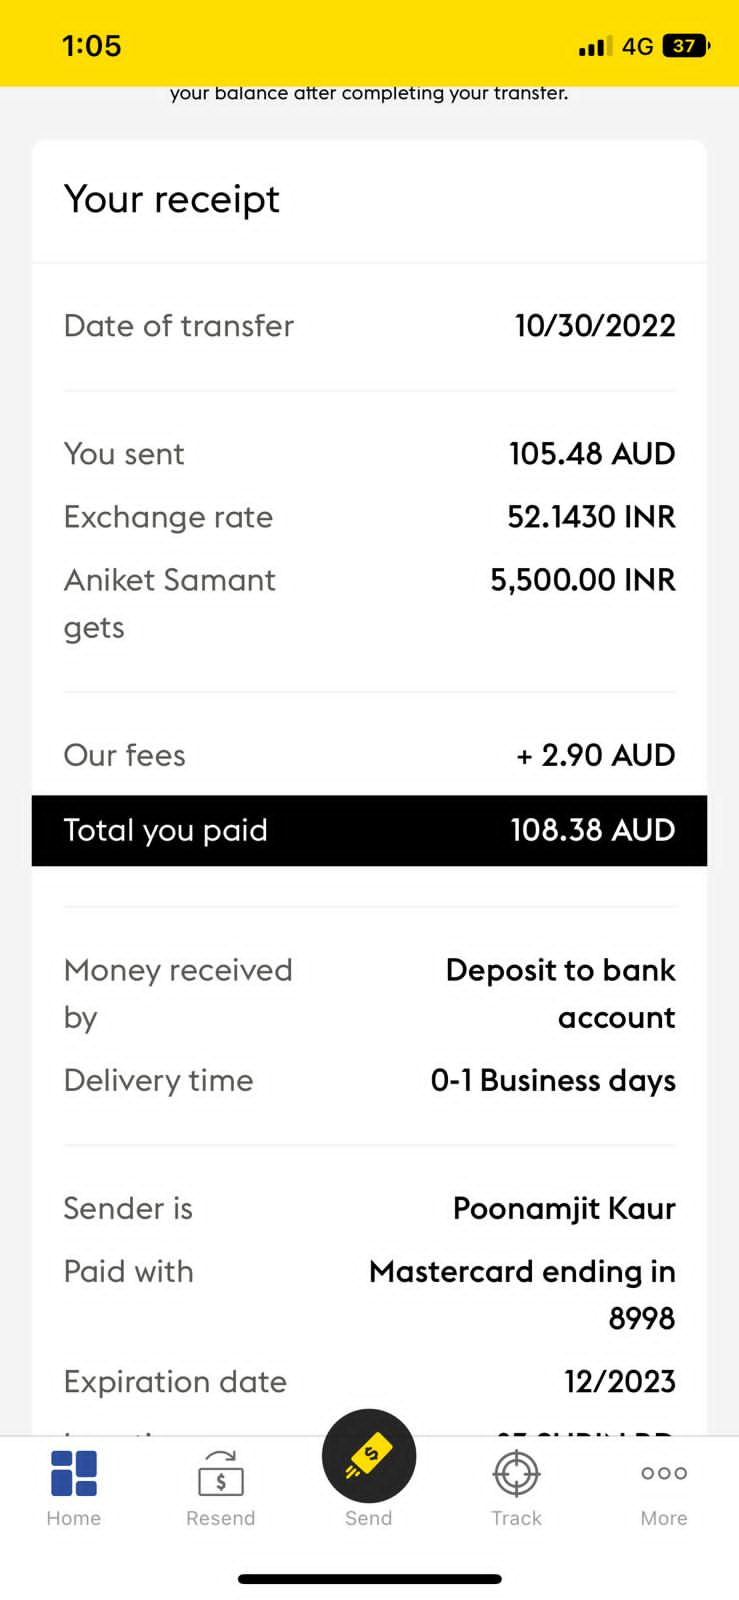 1:05
4G 37
your balance after completing your transfer.
Your receipt
Date of transfer 10/30/2022
You sent 105.48 AUD
Exchange rate 52.1430 INR
Aniket Samant 5,500.00 INR
gets
Our fees + 2.90 AUD
Total you paid 108.38 AUD
Money received Deposit to bank
by account
Delivery time 0-1 Business days
Sender is Poonamjit Kaur
Paid with Mastercard ending in
8998
Expiration date 12/2023
$ $
Home Resend Send Track More